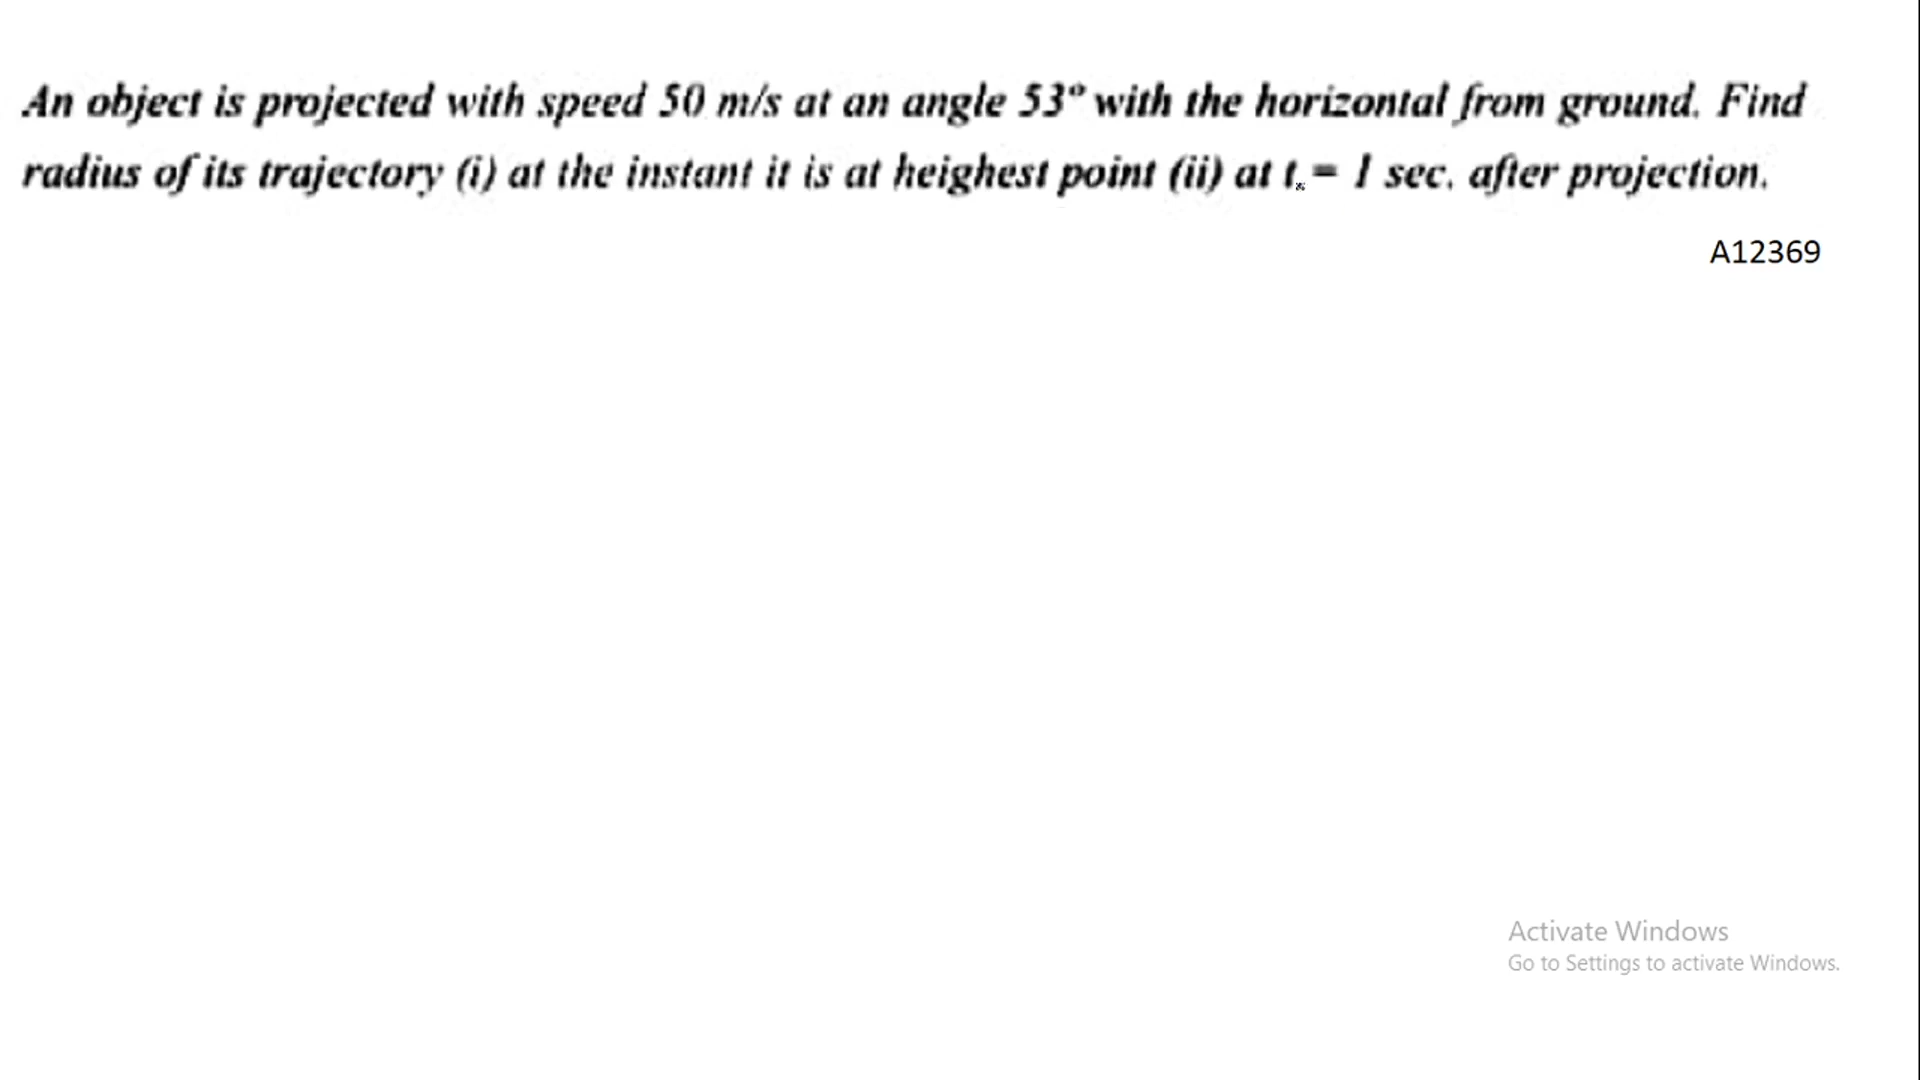 An object is projected with speed 50 m/s at an angle 53° with the horizontal from ground. Find
radius of its trajectory (i) at the instant it is at heighest point (ii) at t = 1 sec. after projection.
A12369
Activate Windows
Go to Settings to activate Windows.